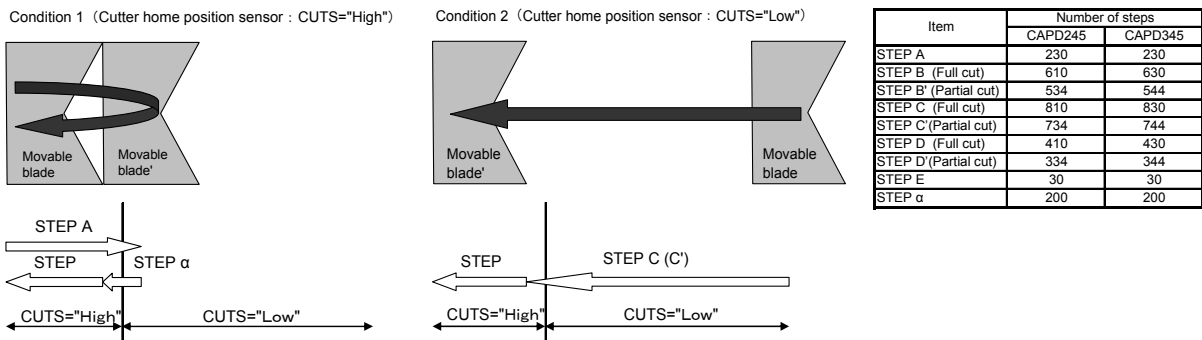 Condition 1（Cutter home position sensor : CUTS="High"）
Movable
blade
Movable
blade'
STEP A
STEP
STEP α
CUTS="High"
CUTS="Low"
Condition 2（Cutter home position sensor : CUTS="Low"）
Movable
blade'
Movable
blade
STEP
STEP C (C')
CUTS="High"
CUTS="Low"
Item Number of steps
CAPD245 CAPD345
STEP A 230 230
STEP B (Full cut) 610 630
STEP B' (Partial cut) 534 544
STEP C (Full cut) 810 830
STEP C'(Partial cut) 734 744
STEP D (Full cut) 410 430
STEP D'(Partial cut) 334 344
STEP E 30 30
STEP α 200 200